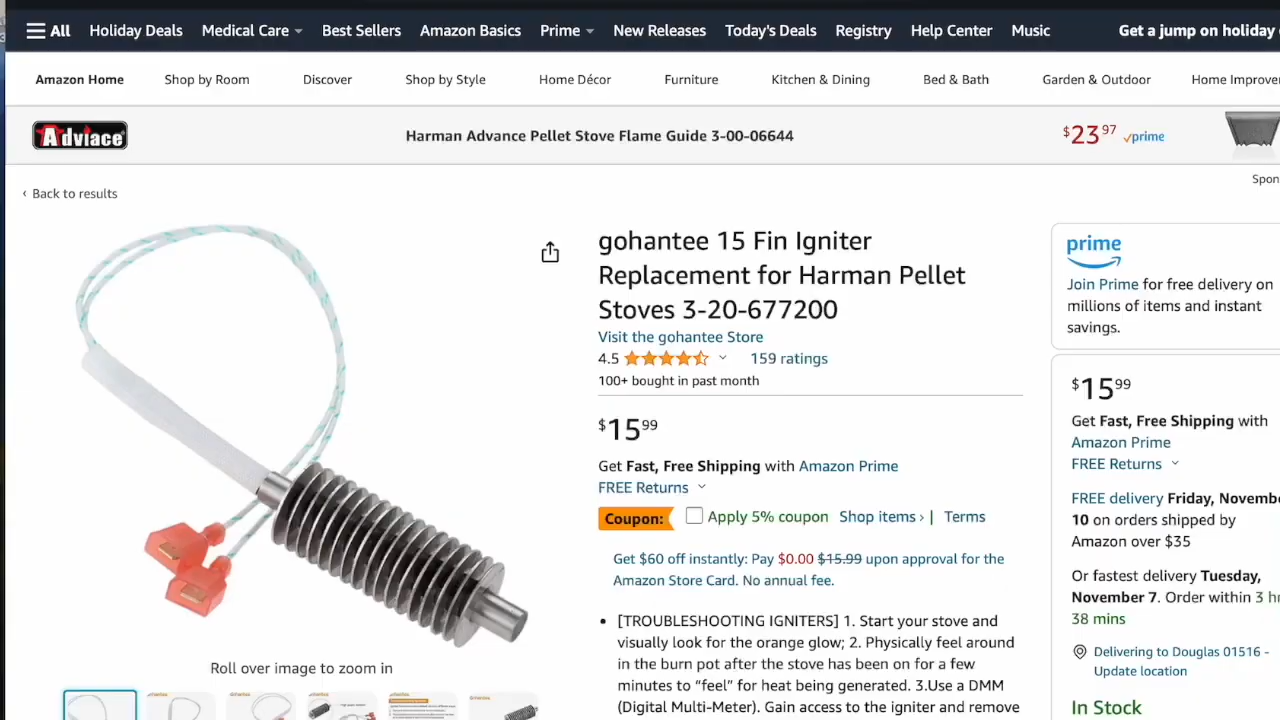 All Holiday Deals Medical Care Best Sellers Amazon Basics Prime New Releases Today's Deals Registry Help Center Music Get a jump on holiday
Amazon Home Shop by Room Discover Shop by Style Home Décor Furniture Kitchen & Dining Bed & Bath Garden & Outdoor Home Improve
Adviace Harman Advance Pellet Stove Flame Guide 3-00-06644 $23 97 prime
Spon
‹ Back to results
gohantee 15 Fin Igniter
Replacement for Harman Pellet
Stoves 3-20-677200
Visit the gohantee Store
4.5 159 ratings
100+ bought in past month
$15 99
Get Fast, Free Shipping with Amazon Prime
FREE Returns
Coupon: Apply 5% coupon Shop items › | Terms
Get $60 off instantly: Pay $0.00 $15.99 upon approval for the
Amazon Store Card. No annual fee.
• [TROUBLESHOOTING IGNITERS] 1. Start your stove and
visually look for the orange glow; 2. Physically feel around
in the burn pot after the stove has been on for a few
minutes to “feel” for heat being generated. 3.Use a DMM
(Digital Multi-Meter). Gain access to the igniter and remove
Roll over image to zoom in
prime
Join Prime for free delivery on
millions of items and instant
savings.
$15 99
Get Fast, Free Shipping with
Amazon Prime
FREE Returns
FREE delivery Friday, Novembe
10 on orders shipped by
Amazon over $35
Or fastest delivery Tuesday,
November 7. Order within 3 h
38 mins
Delivering to Douglas 01516 -
Update location
In Stock